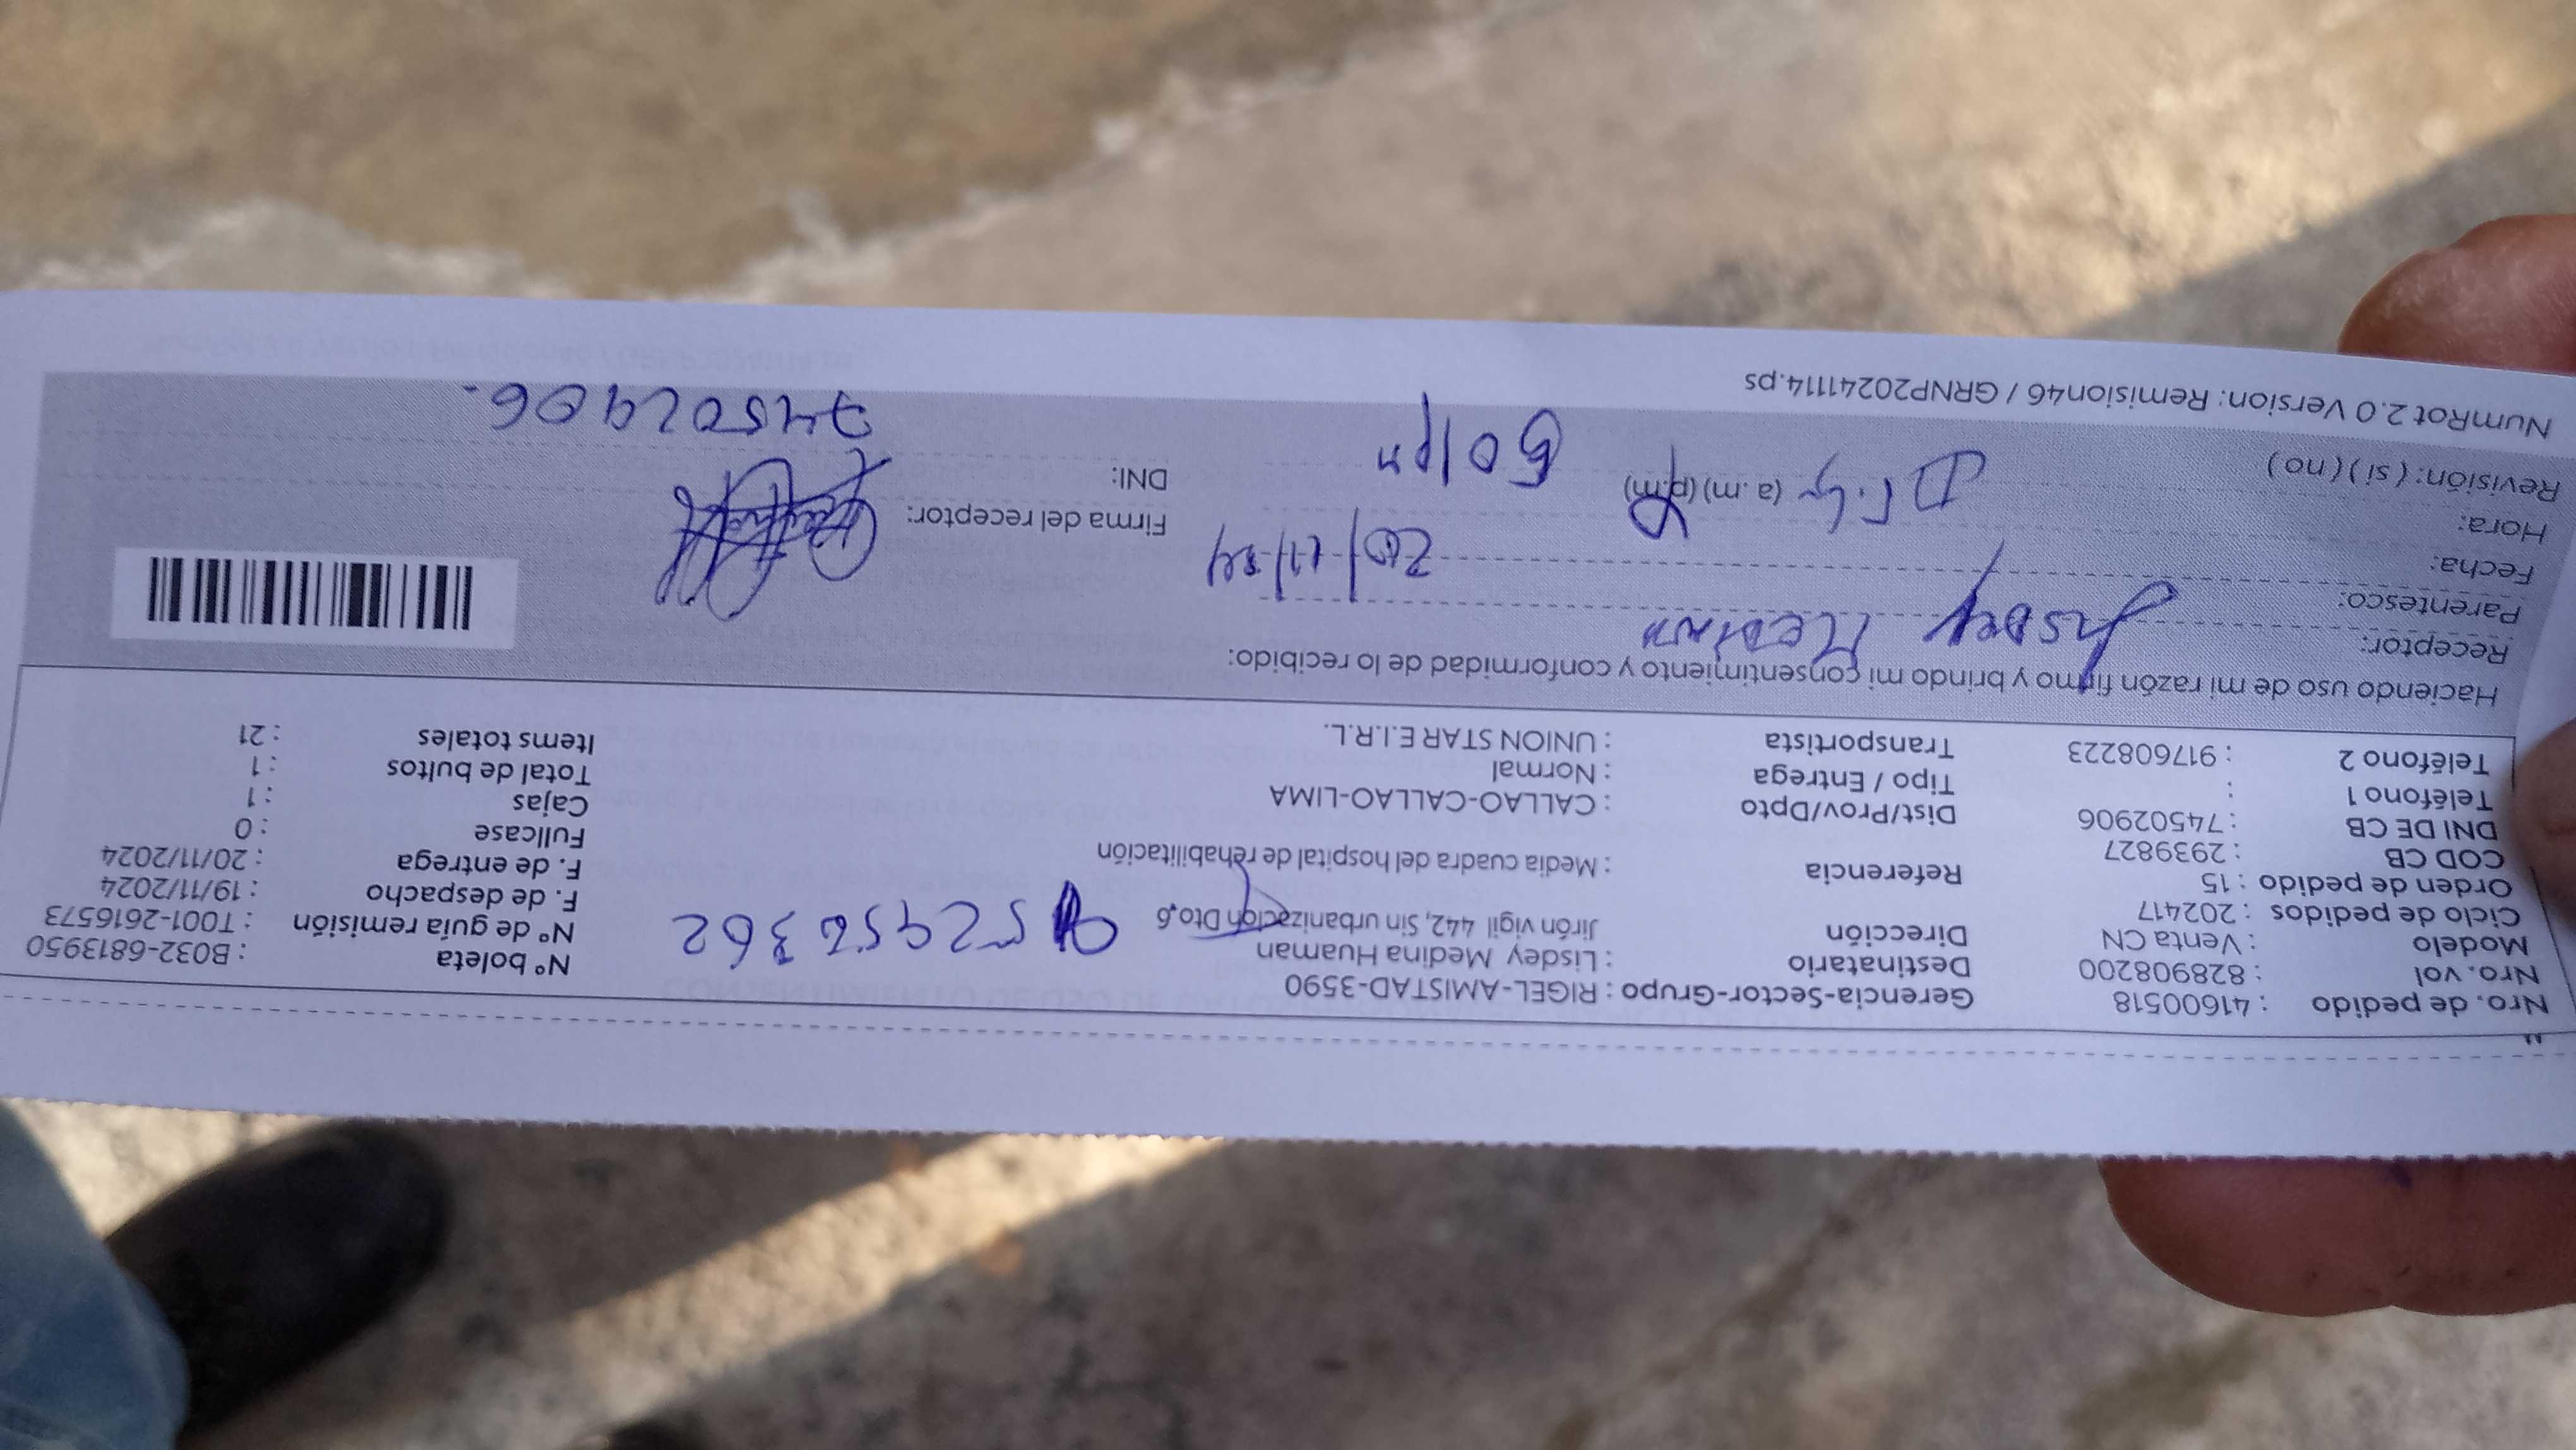 Nro. de pedido : 41600518 Gerencia-Sector-Grupo : RIGEL-AMISTAD-3590 N° boleta : B032-6813950
Nro. vol : 828908200 Destinatario : Lisdey Medina Huaman N° de guía remisión : T001-2616573
Modelo : Venta CN Dirección Jirón vigil 442, Sin urbanización Dto,6 F. de despacho : 19/11/2024
952956362
Ciclo de pedidos : 202417 Referencia : Media cuadra del hospital de rehabilitación F. de entrega : 20/11/2024
Orden de pedido : 15 Dist/Prov/Dpto : CALLAO-CALLAO-LIMA Fullcase : 0
COD CB : 2939827 Tipo / Entrega : Normal Cajas : 1
DNI DE CB : 74502906 Transportista : UNION STAR E.I.R.L. Total de bultos : 1
Teléfono 1 : Items totales : 21
Teléfono 2 : 917608223
Haciendo uso de mi razón firmo y brindo mi consentimiento y conformidad de lo recibido:
Receptor: Lisdey Medina
Parentesco:
Fecha: 20/11/24
Hora: (a.m) (p.m)
Revisión: ( si ) ( no )
Firma del receptor:
DNI: 74502906.
NumRot 2.0 Version: Remision46 / GRNP20241114.ps